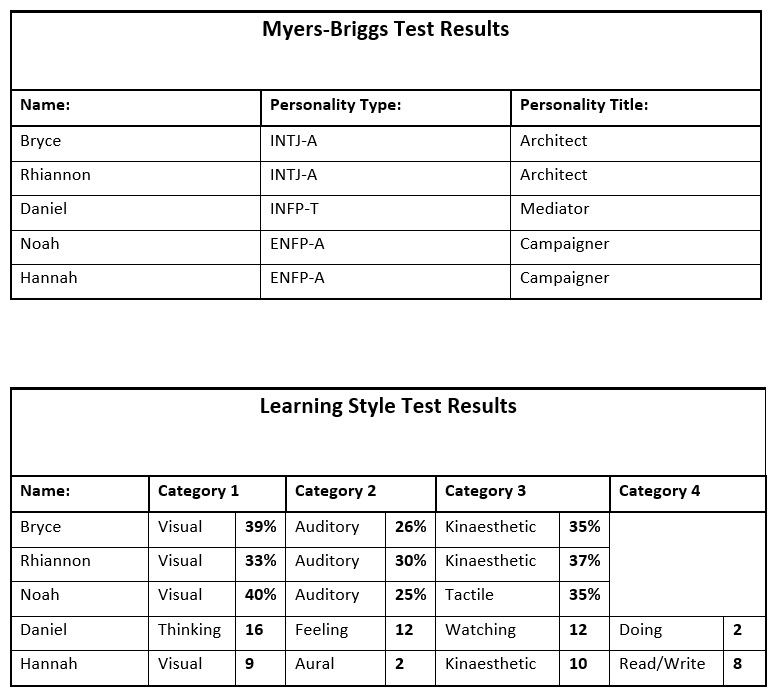 Myers-Briggs Test Results
Name: Personality Type: Personality Title:
Bryce INTJ-A Architect
Rhiannon INTJ-A Architect
Daniel INFP-T Mediator
Noah ENFP-A Campaigner
Hannah ENFP-A Campaigner
Learning Style Test Results
Name: Category 1 Category 2 Category 3 Category 4
Bryce Visual 39% Auditory 26% Kinaesthetic 35%
Rhiannon Visual 33% Auditory 30% Kinaesthetic 37%
Noah Visual 40% Auditory 25% Tactile 35%
Daniel Thinking 16 Feeling 12 Watching 12 Doing 2
Hannah Visual 9 Aural 2 Kinaesthetic 10 Read/Write 8